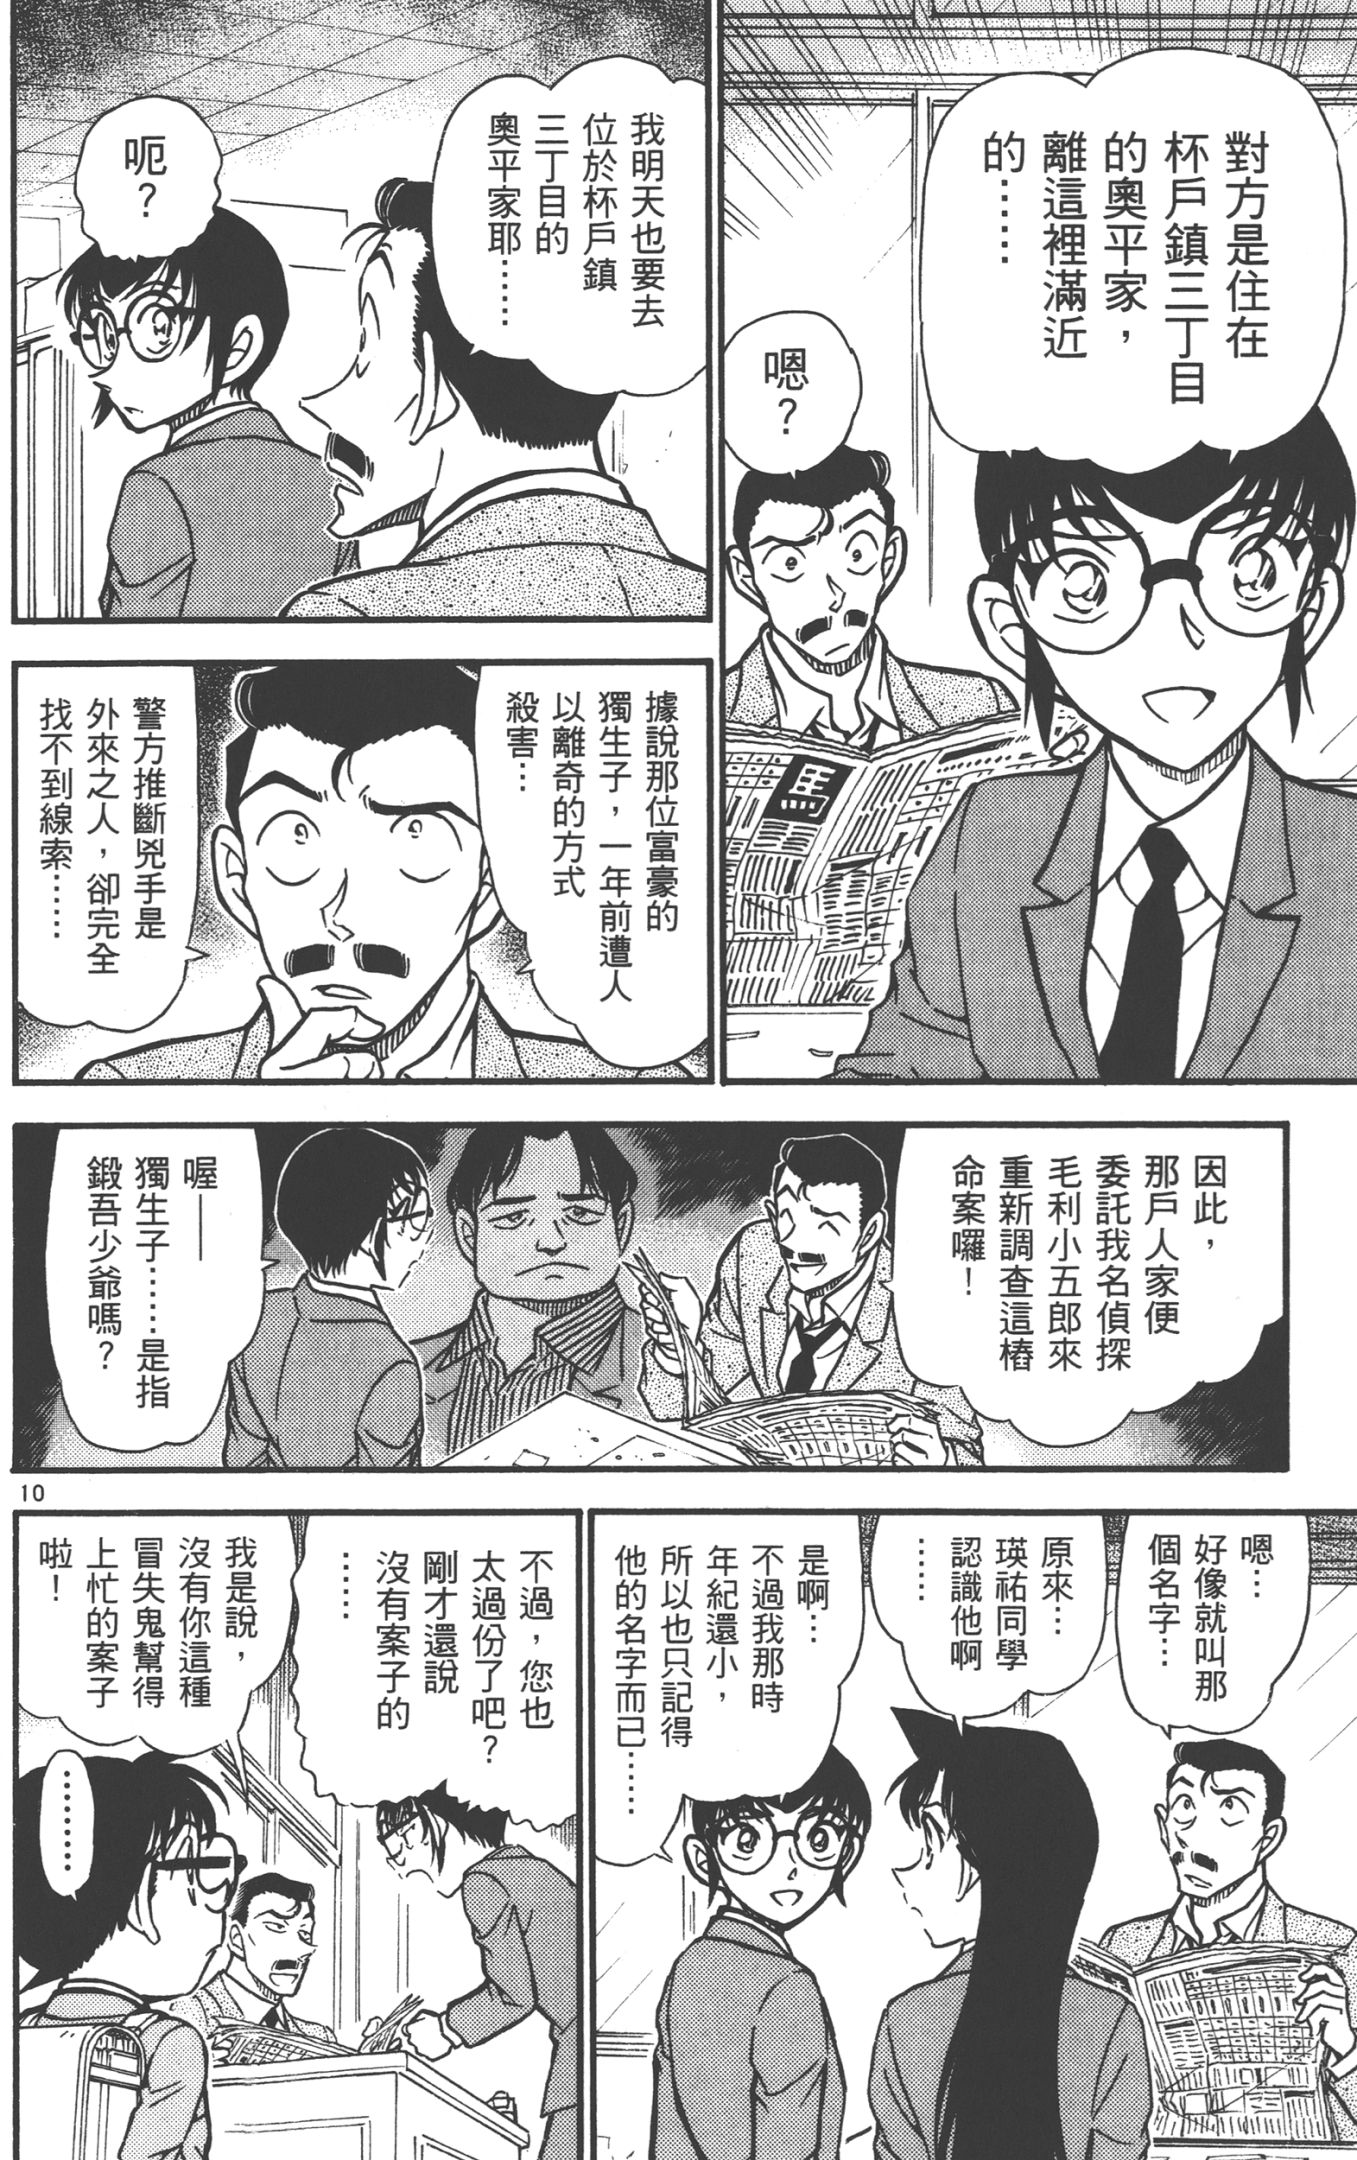 對方是住在
杯戶鎮三丁目
的奧平家，
離這裡滿近
的……
嗯？
我明天也要去
位於杯戶鎮
三丁目的
奧平家耶……
呃？
據說那位富豪的
獨生子，一年前遭人
以離奇的方式
殺害…
警方推斷兇手是
外來之人，卻完全
找不到線索……
因此，
那戶人家便
委託我名偵探
毛利小五郎來
重新調查這樁
命案囉！
喔——
獨生子……是指
鍛吾少爺嗎？
10
嗯…
好像就叫那
個名字…
原來…
瑛祐同學
認識他啊
……
是啊…
不過我那時
年紀還小，
所以也只記得
他的名字而已……
不過，您也
太過份了吧？
剛才還說
沒有案子的
……
我是說，
沒有你這種
冒失鬼幫得
上忙的案子
啦！
………
馬